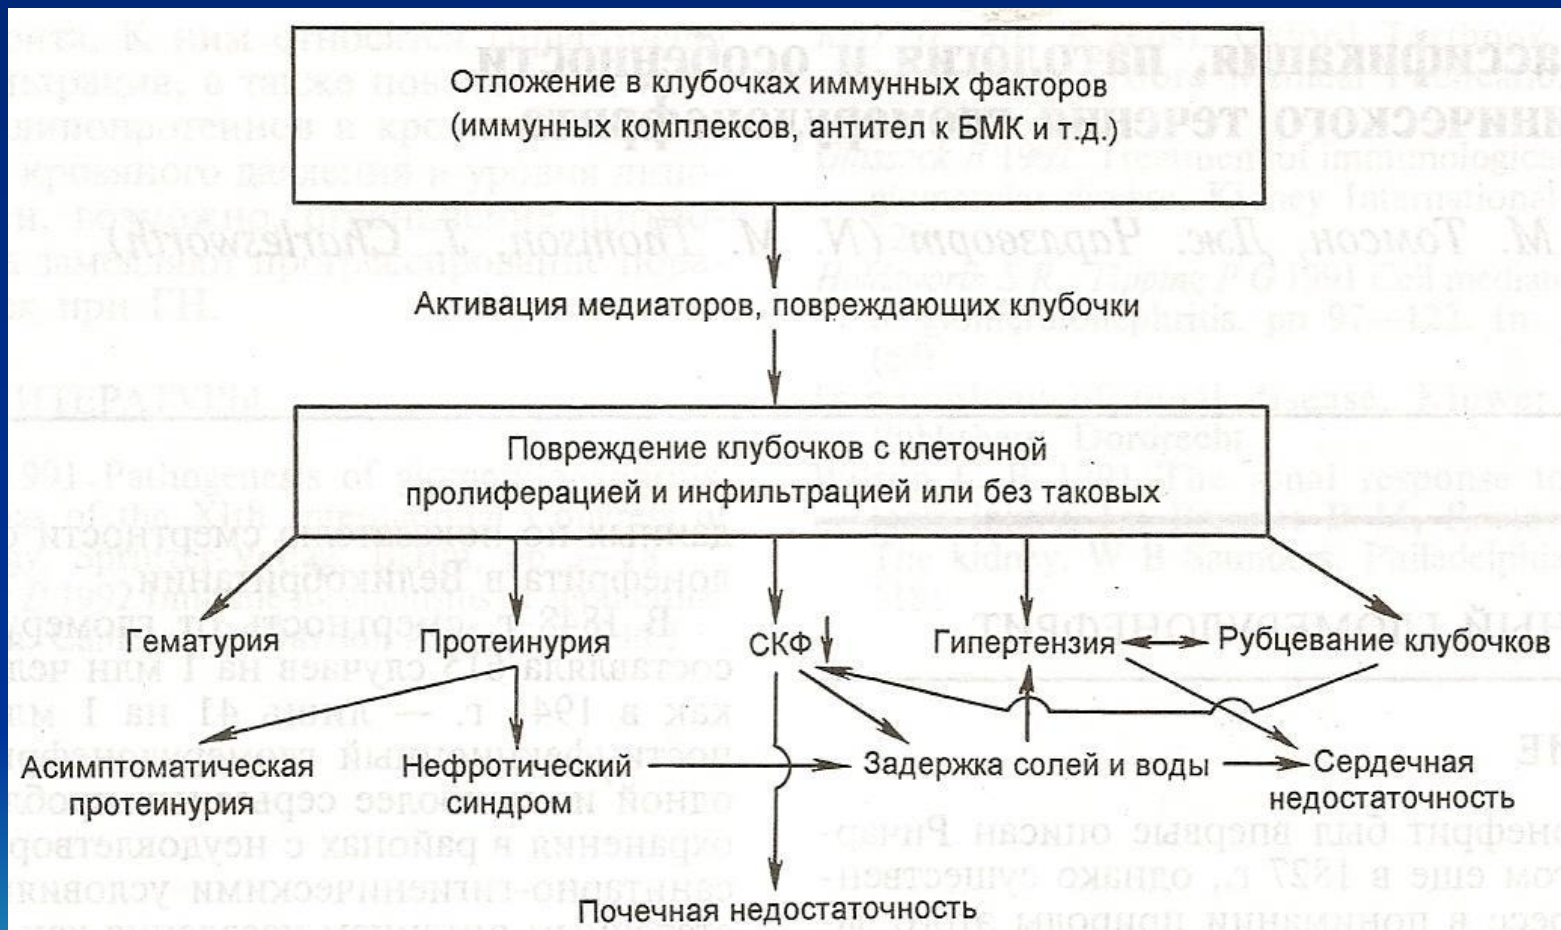 Отложение в клубочках иммунных факторов
(иммунных комплексов, антител к БМК и т.д.)
Активация медиаторов, повреждающих клубочки
Повреждение клубочков с клеточной
пролиферацией и инфильтрацией или без таковых
Гематурия
Протеинурия
СКФ
Гипертензия
Рубцевание клубочков
Асимптоматическая
протеинурия
Нефротический
синдром
Задержка солей и воды
Сердечная
недостаточность
Почечная недостаточность